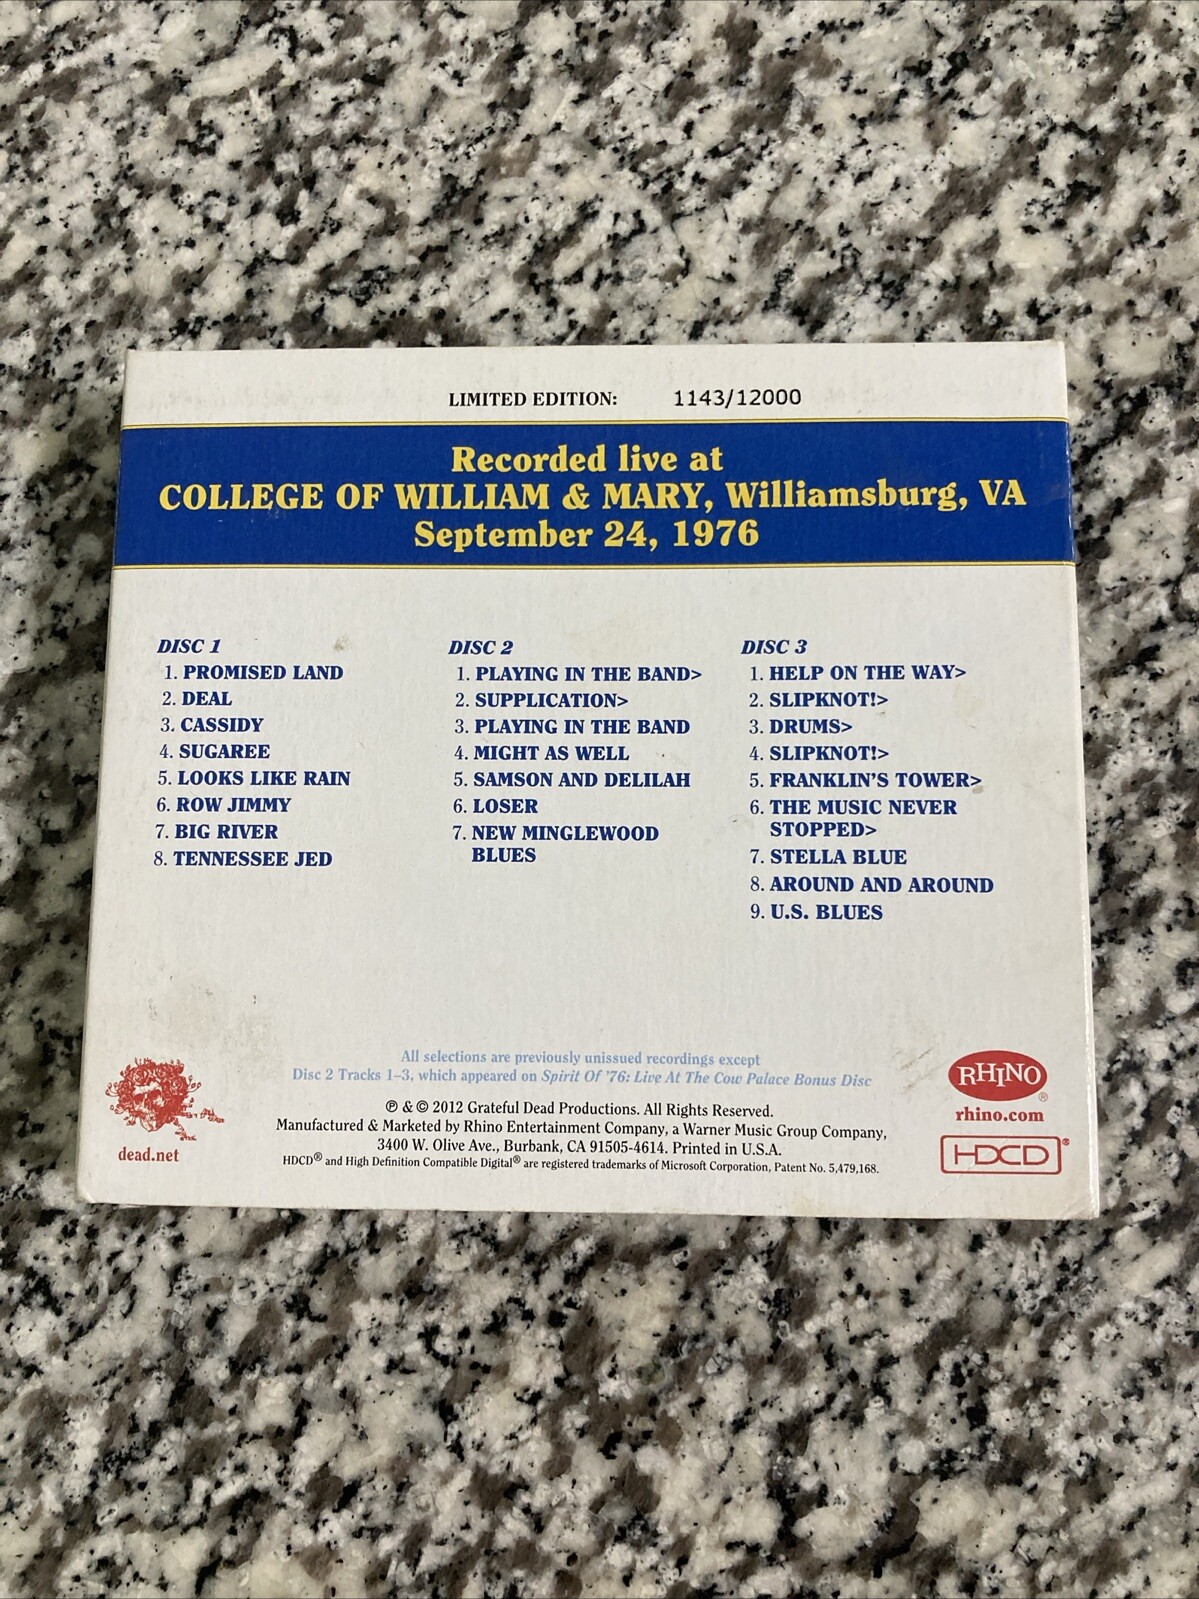 LIMITED EDITION: 1143/12000
Recorded live at
COLLEGE OF WILLIAM & MARY, Williamsburg, VA
September 24, 1976
DISC 1
1. PROMISED LAND
2. DEAL
3. CASSIDY
4. SUGAREE
5. LOOKS LIKE RAIN
6. ROW JIMMY
7. BIG RIVER
8. TENNESSEE JED
DISC 2
1. PLAYING IN THE BAND>
2. SUPPLICATION>
3. PLAYING IN THE BAND
4. MIGHT AS WELL
5. SAMSON AND DELILAH
6. LOSER
7. NEW MINGLEWOOD
BLUES
DISC 3
1. HELP ON THE WAY>
2. SLIPKNOT!>
3. DRUMS>
4. SLIPKNOT!>
5. FRANKLIN'S TOWER>
6. THE MUSIC NEVER
STOPPED>
7. STELLA BLUE
8. AROUND AND AROUND
9. U.S. BLUES
All selections are previously unissued recordings except
Disc 2 Tracks 1–3, which appeared on Spirit Of '76: Live At The Cow Palace Bonus Disc
℗ & © 2012 Grateful Dead Productions. All Rights Reserved.
Manufactured & Marketed by Rhino Entertainment Company, a Warner Music Group Company,
3400 W. Olive Ave., Burbank, CA 91505-4614. Printed in U.S.A.
HDCD® and High Definition Compatible Digital® are registered trademarks of Microsoft Corporation, Patent No. 5,479,168.
dead.net
RHINO®
rhino.com
HDCD®